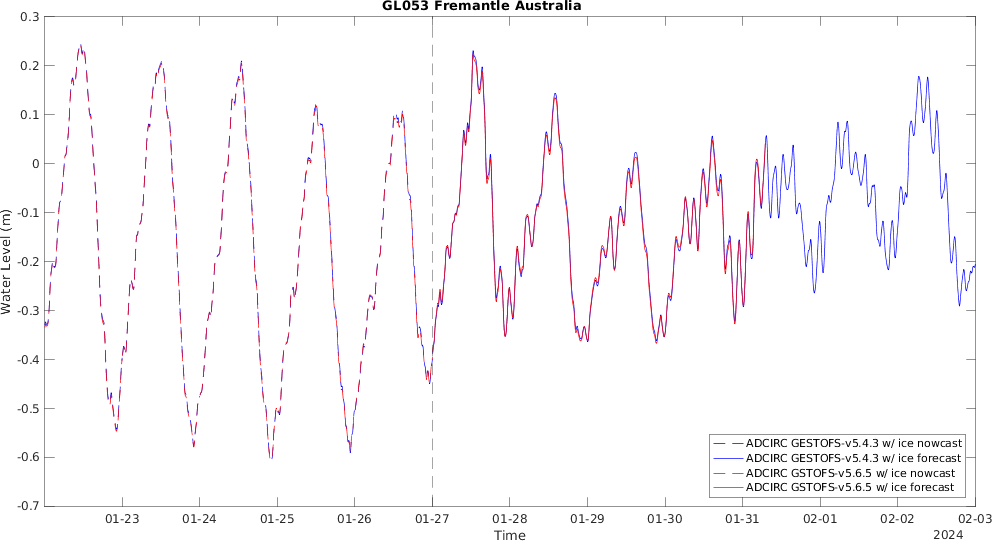 GL053 Fremantle Australia
0.3
0.2
0.1
0
-0.1
-0.2
-0.3
-0.4
-0.5
-0.6
-0.7
Water Level (m)
01-23 01-24 01-25 01-26 01-27 01-28 01-29 01-30 01-31 02-01 02-02 02-03
Time
2024
ADCIRC GESTOFS-v5.4.3 w/ ice nowcast
ADCIRC GESTOFS-v5.4.3 w/ ice forecast
ADCIRC GSTOFS-v5.6.5 w/ ice nowcast
ADCIRC GSTOFS-v5.6.5 w/ ice forecast